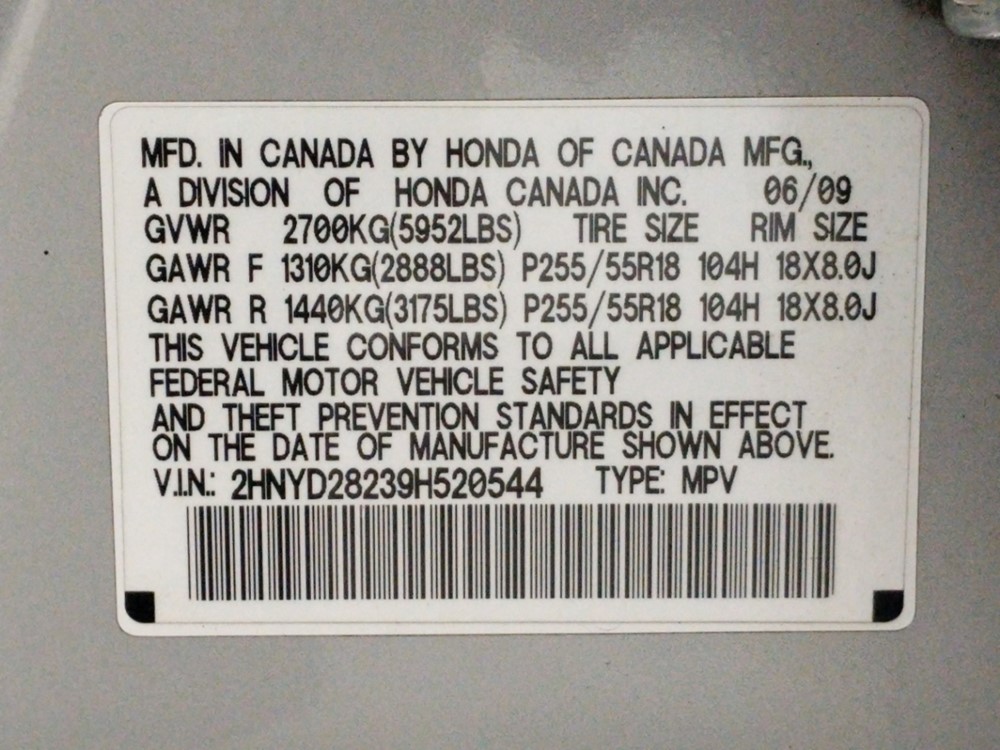 MFD. IN CANADA BY HONDA OF CANADA MFG.,
A DIVISION OF HONDA CANADA INC. 06/09
GVWR 2700KG(5952LBS) TIRE SIZE RIM SIZE
GAWR F 1310KG(2888LBS) P255/55R18 104H 18X8.0J
GAWR R 1440KG(3175LBS) P255/55R18 104H 18X8.0J
THIS VEHICLE CONFORMS TO ALL APPLICABLE
FEDERAL MOTOR VEHICLE SAFETY
AND THEFT PREVENTION STANDARDS IN EFFECT
ON THE DATE OF MANUFACTURE SHOWN ABOVE.
V.I.N.: 2HNYD28239H520544 TYPE: MPV